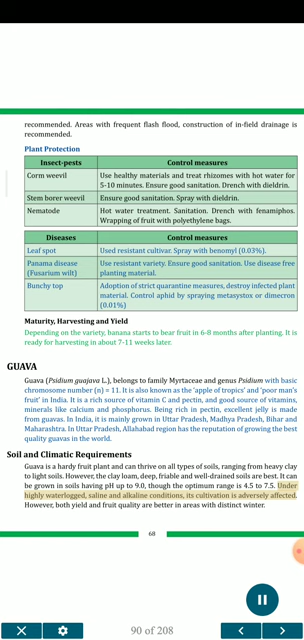 recommended. Areas with frequent flash flood, construction of in-field drainage is
recommended.
Plant Protection
Insect-pests Control measures
Corm weevil Use healthy materials and treat rhizomes with hot water for
5-10 minutes. Ensure good sanitation. Drench with dieldrin.
Stem borer weevil Ensure good sanitation. Spray with dieldrin.
Nematode Hot water treatment. Sanitation. Drench with fenamiphos.
Wrapping of fruit with polyethylene bags.
Diseases Control measures
Leaf spot Used resistant cultivar. Spray with benomyl (0.03%).
Panama disease Use resistant variety. Ensure good sanitation. Use disease free
(Fusarium wilt) planting material.
Bunchy top Adoption of strict quarantine measures, destroy infected plant
material. Control aphid by spraying metasystox or dimecron
(0.01%)
Maturity, Harvesting and Yield
Depending on the variety, banana starts to bear fruit in 6-8 months after planting. It is
ready for harvesting in about 7-11 weeks later.
GUAVA
Guava (Psidium guajava L.), belongs to family Myrtaceae and genus Psidium with basic
chromosome number (n) = 11. It is also known as the 'apple of tropics' and 'poor man's
fruit' in India. It is a rich source of vitamin C and pectin, and good source of vitamins,
minerals like calcium and phosphorus. Being rich in pectin, excellent jelly is made
from guavas. In India, it is mainly grown in Uttar Pradesh, Madhya Pradesh, Bihar and
Maharashtra. In Uttar Pradesh, Allahabad region has the reputation of growing the best
quality guavas in the world.
Soil and Climatic Requirements
Guava is a hardy fruit plant and can thrive on all types of soils, ranging from heavy clay
to light soils. However, the clay loam, deep, friable and well-drained soils are best. It
can be grown in soils having pH up to 9.0, though the optimum range is 4.5 to 7.5. Under
highly waterlogged, saline and alkaline conditions, its cultivation is adversely affected.
However, both yield and fruit quality are better in areas with distinct winter.
68
90 of 208